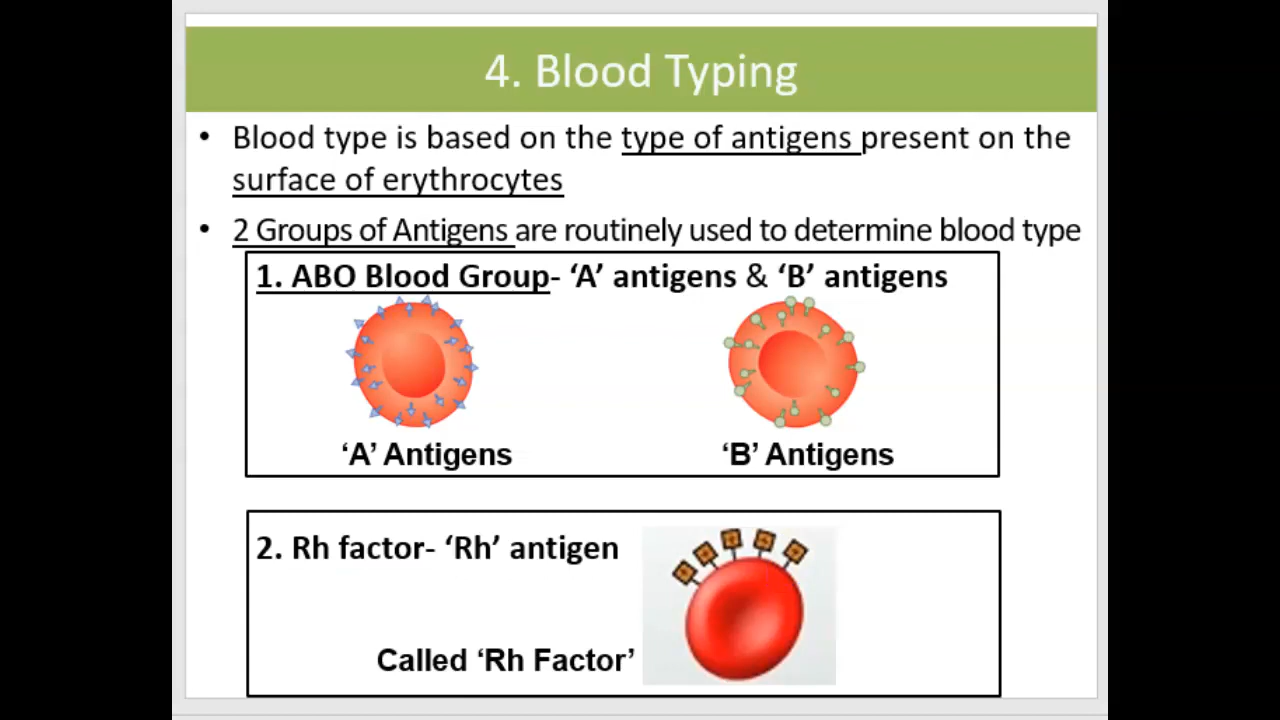 4. Blood Typing
• Blood type is based on the type of antigens present on the
surface of erythrocytes
• 2 Groups of Antigens are routinely used to determine blood type
1. ABO Blood Group- ‘A’ antigens & ‘B’ antigens
‘A’ Antigens ‘B’ Antigens
2. Rh factor- ‘Rh’ antigen
Called ‘Rh Factor’